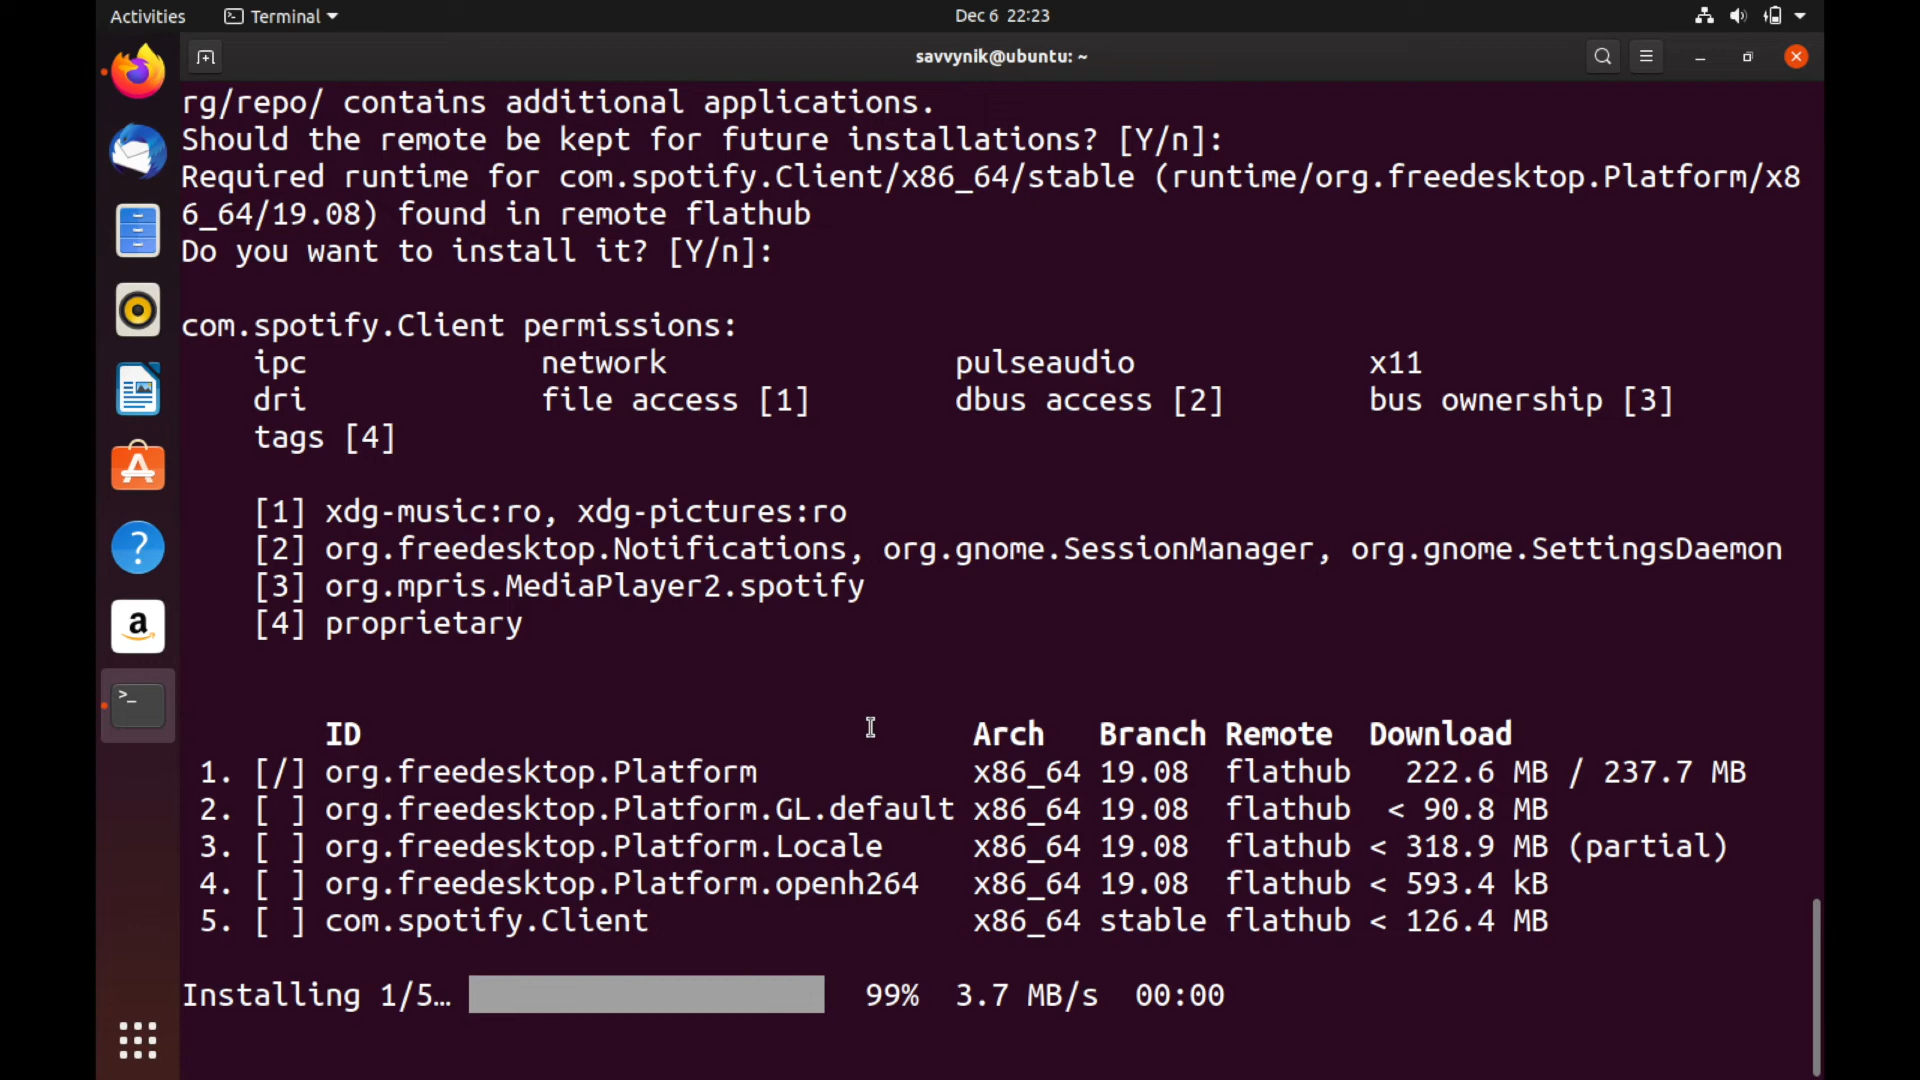 Activities Terminal Dec 6 22:23
savvynik@ubuntu: ~
rg/repo/ contains additional applications.
Should the remote be kept for future installations? [Y/n]:
Required runtime for com.spotify.Client/x86_64/stable (runtime/org.freedesktop.Platform/x8
6_64/19.08) found in remote flathub
Do you want to install it? [Y/n]:
com.spotify.Client permissions:
ipc network pulseaudio x11
dri file access [1] dbus access [2] bus ownership [3]
tags [4]
[1] xdg-music:ro, xdg-pictures:ro
[2] org.freedesktop.Notifications, org.gnome.SessionManager, org.gnome.SettingsDaemon
[3] org.mpris.MediaPlayer2.spotify
[4] proprietary
ID Arch Branch Remote Download
1. [/] org.freedesktop.Platform x86_64 19.08 flathub 222.6 MB / 237.7 MB
2. [ ] org.freedesktop.Platform.GL.default x86_64 19.08 flathub < 90.8 MB
3. [ ] org.freedesktop.Platform.Locale x86_64 19.08 flathub < 318.9 MB (partial)
4. [ ] org.freedesktop.Platform.openh264 x86_64 19.08 flathub < 593.4 kB
5. [ ] com.spotify.Client x86_64 stable flathub < 126.4 MB
Installing 1/5… 99% 3.7 MB/s 00:00